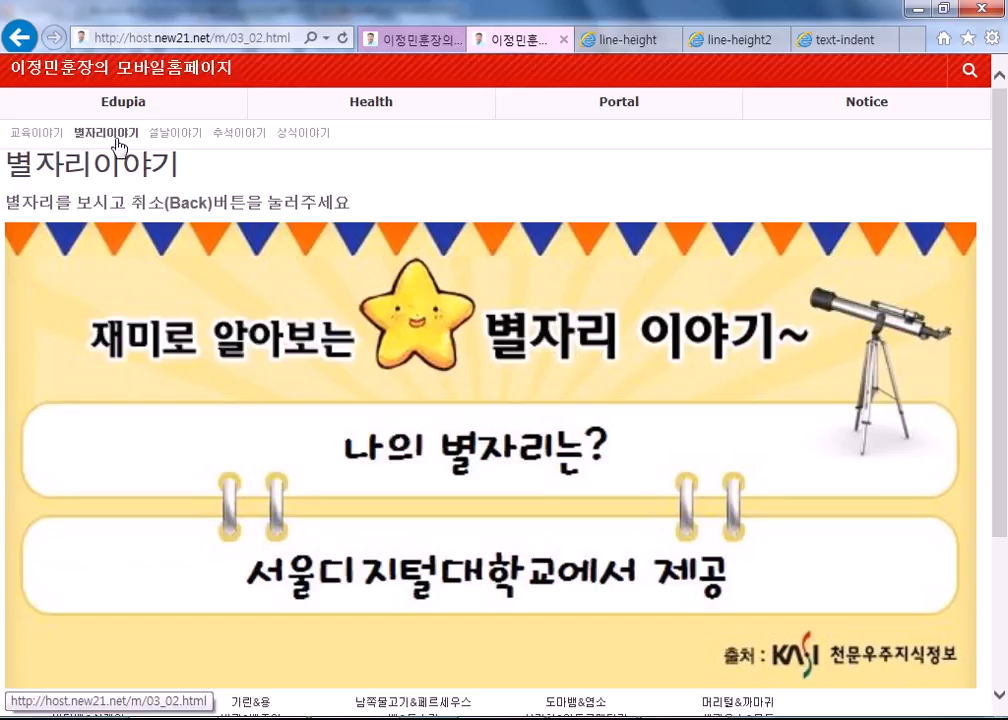 http://host.new21.net/m/03_02.html
이정민훈장의...
이정민훈...
line-height
line-height2
text-indent
이정민훈장의 모바일홈페이지
Edupia Health Portal Notice
교육이야기 별자리이야기 설날이야기 추석이야기 상식이야기
별자리이야기
별자리를 보시고 취소(Back)버튼을 눌러주세요
재미로 알아보는 별자리 이야기~
나의 별자리는?
서울디지털대학교에서 제공
출처 : KASI 천문우주지식정보
http://host.new21.net/m/03_02.html
기린&용 남쪽물고기&페르세우스 도마뱀&염소 머리털&까마귀